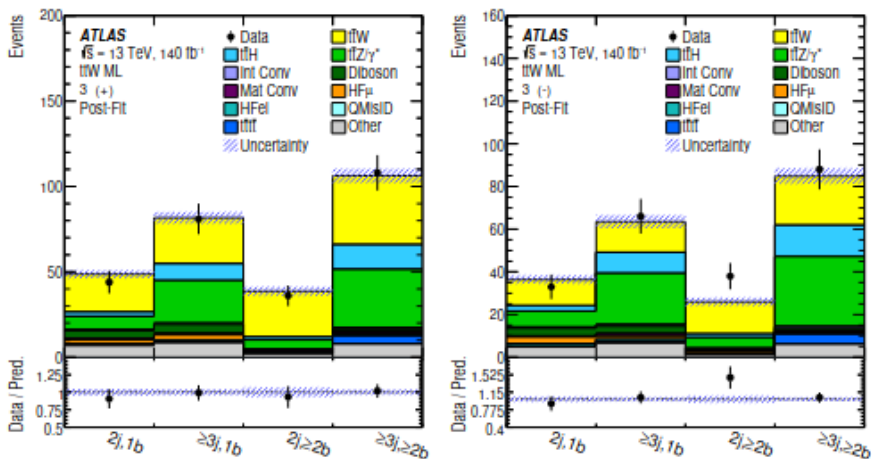 Events
200
150
100
50
0
ATLAS
√s = 13 TeV, 140 fb⁻¹
tt̄W ML
3 (+)
Post-Fit
Data
tt̄W
tt̄H
tt̄Z/γ*
Int Conv
Diboson
Mat Conv
HFμ
HFel
QMisID
tt̄tt̄
Other
Uncertainty
Data / Pred.
1.25
1
0.75
0.5
2j,1b
≥3j,1b
2j,≥2b
≥3j,≥2b
Events
160
140
120
100
80
60
40
20
0
ATLAS
√s = 13 TeV, 140 fb⁻¹
tt̄W ML
3 (-)
Post-Fit
Data
tt̄W
tt̄H
tt̄Z/γ*
Int Conv
Diboson
Mat Conv
HFμ
HFel
QMisID
tt̄tt̄
Other
Uncertainty
Data / Pred.
1.525
1.15
0.775
0.4
2j,1b
≥3j,1b
2j,≥2b
≥3j,≥2b